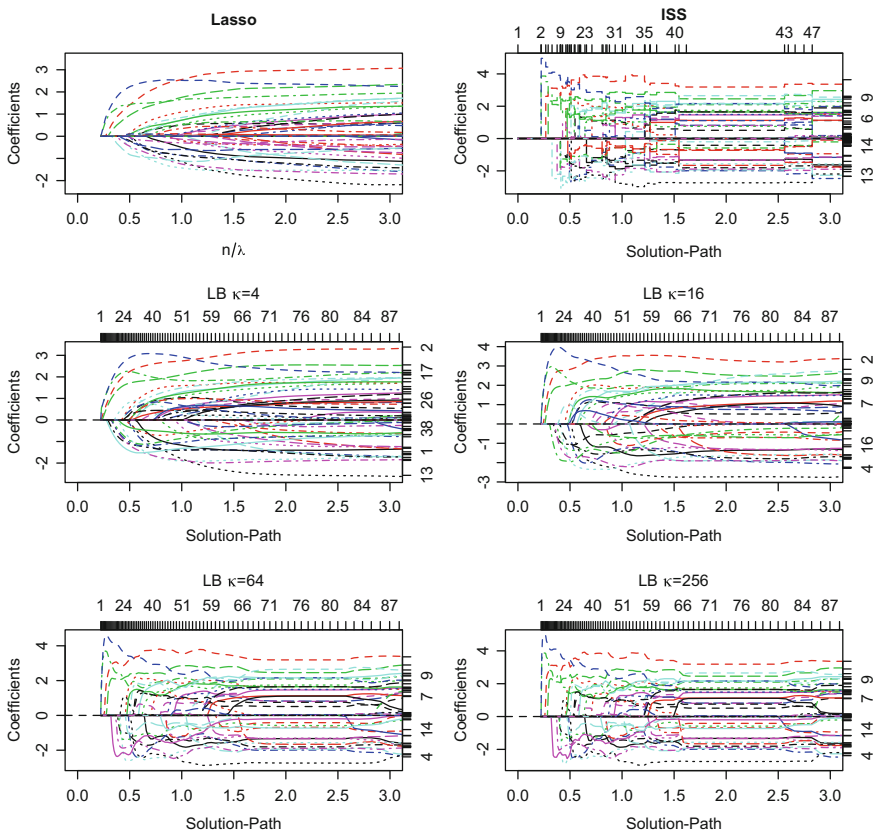 Lasso
Coefficients
3
2
1
0
-2
0.0 0.5 1.0 1.5 2.0 2.5 3.0
n/λ
ISS
1 2 9 23 31 35 40 43 47
Coefficients
4
2
0
-2
9
6
14
13
0.0 0.5 1.0 1.5 2.0 2.5 3.0
Solution-Path
LB κ=4
1 24 40 51 59 66 71 76 80 84 87
Coefficients
3
2
1
0
-2
2
17
26
38
1
13
0.0 0.5 1.0 1.5 2.0 2.5 3.0
Solution-Path
LB κ=16
1 24 40 51 59 66 71 76 80 84 87
Coefficients
4
3
2
1
0
-1
-3
2
9
7
16
4
0.0 0.5 1.0 1.5 2.0 2.5 3.0
Solution-Path
LB κ=64
1 24 40 51 59 66 71 76 80 84 87
Coefficients
4
2
0
-2
9
7
14
4
0.0 0.5 1.0 1.5 2.0 2.5 3.0
Solution-Path
LB κ=256
1 24 40 51 59 66 71 76 80 84 87
Coefficients
4
2
0
-2
9
7
14
4
0.0 0.5 1.0 1.5 2.0 2.5 3.0
Solution-Path